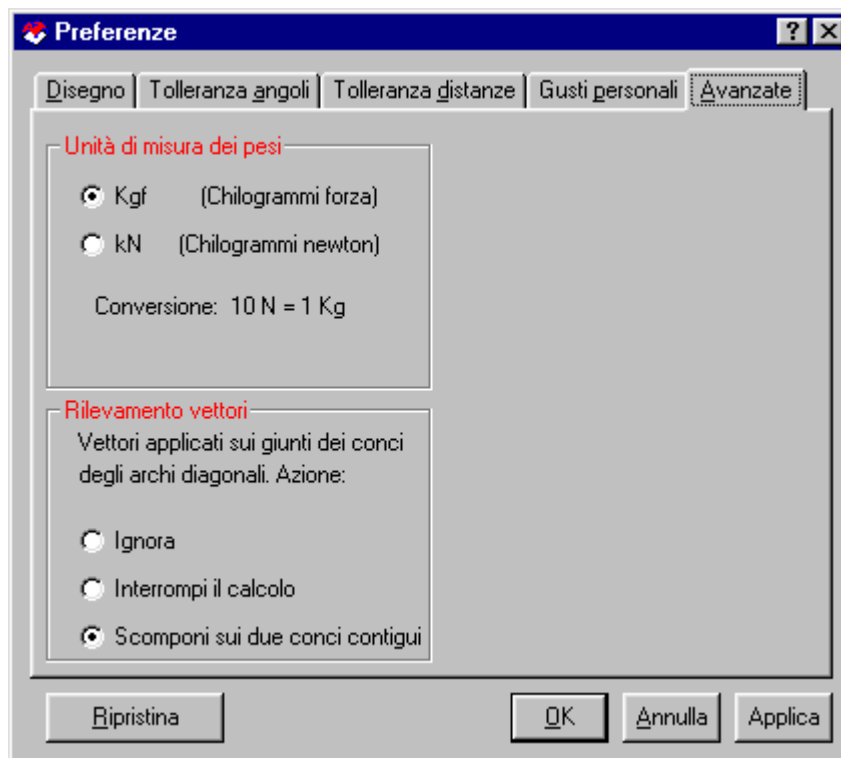 Preferenze
Disegno Tolleranza angoli Tolleranza distanze Gusti personali Avanzate
Unità di misura dei pesi
Kgf (Chilogrammi forza)
kN (Chilogrammi newton)
Conversione: 10 N = 1 Kg
Rilevamento vettori
Vettori applicati sui giunti dei conci
degli archi diagonali. Azione:
Ignora
Interrompi il calcolo
Scomponi sui due conci contigui
Ripristina OK Annulla Applica